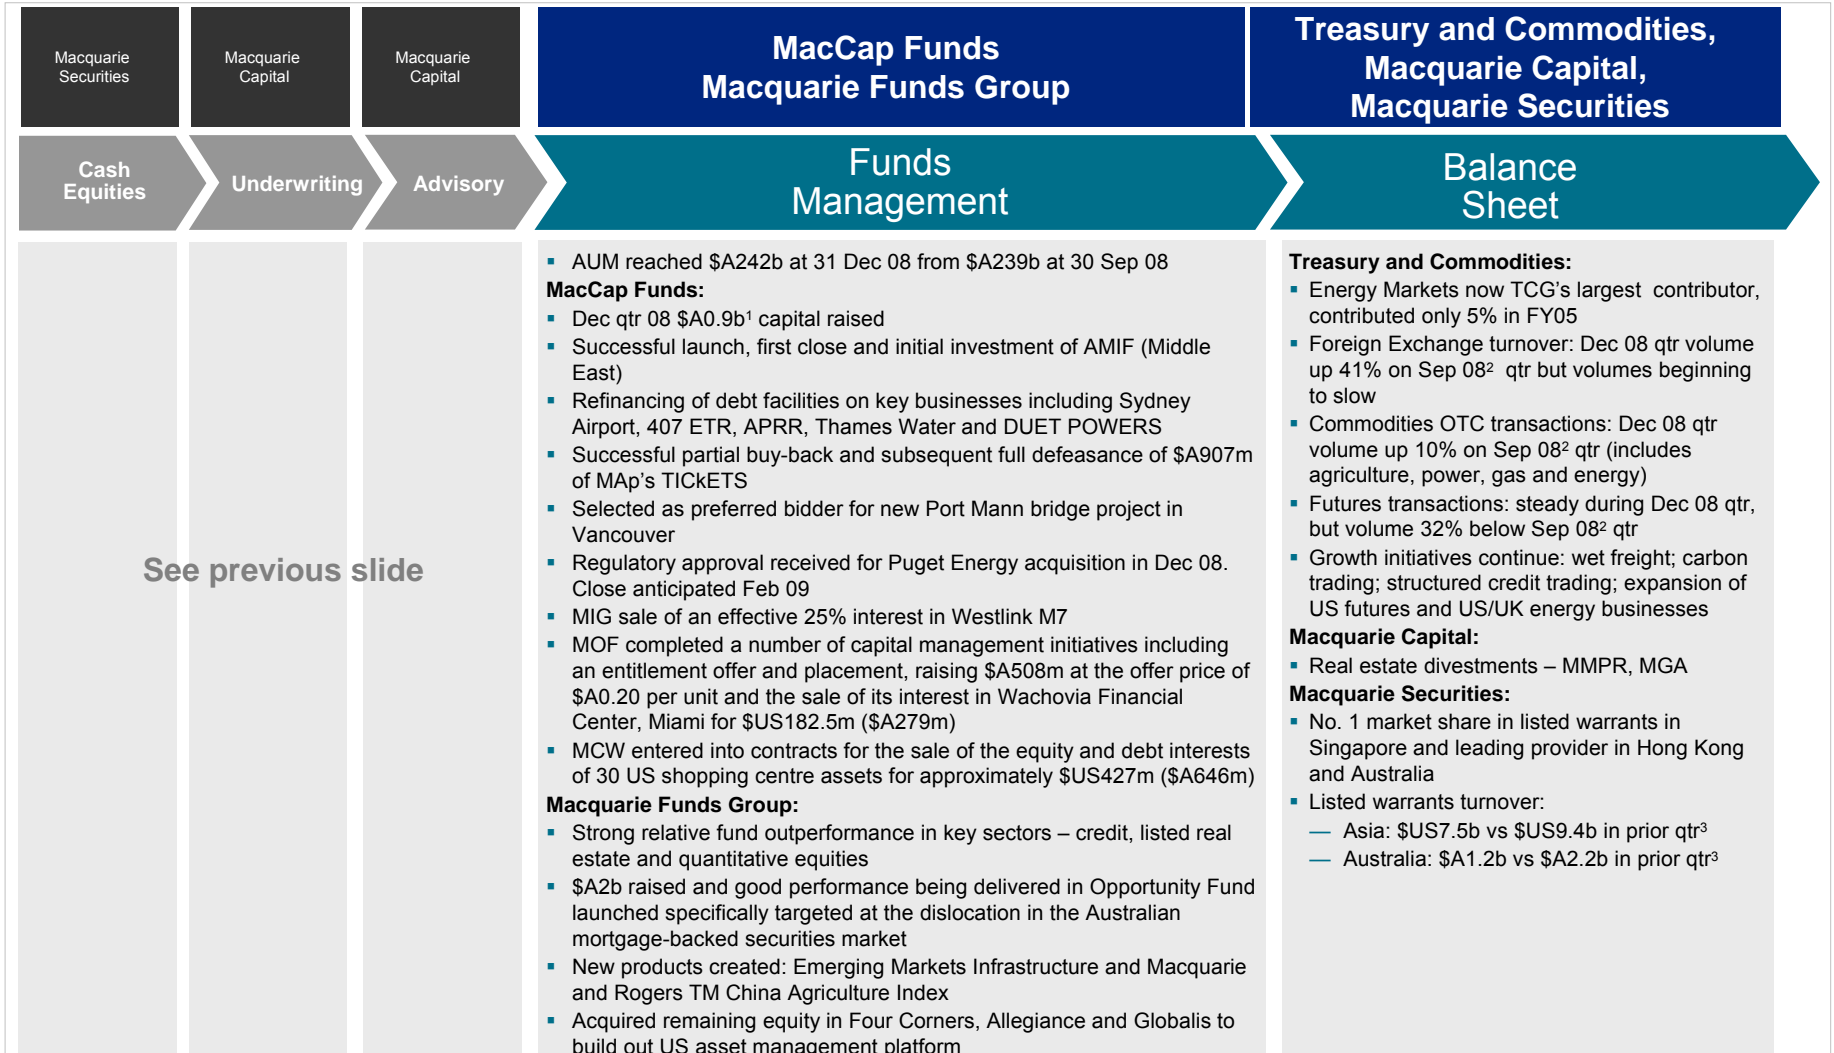 Macquarie
Securities
Macquarie
Capital
Macquarie
Capital
MacCap Funds
Macquarie Funds Group
Treasury and Commodities,
Macquarie Capital,
Macquarie Securities
Cash
Equities
Underwriting
Advisory
Funds
Management
Balance
Sheet
See previous slide
▪ AUM reached $A242b at 31 Dec 08 from $A239b at 30 Sep 08
MacCap Funds:
▪ Dec qtr 08 $A0.9b¹ capital raised
▪ Successful launch, first close and initial investment of AMIF (Middle
East)
▪ Refinancing of debt facilities on key businesses including Sydney
Airport, 407 ETR, APRR, Thames Water and DUET POWERS
▪ Successful partial buy-back and subsequent full defeasance of $A907m
of MAp’s TICkETS
▪ Selected as preferred bidder for new Port Mann bridge project in
Vancouver
▪ Regulatory approval received for Puget Energy acquisition in Dec 08.
Close anticipated Feb 09
▪ MIG sale of an effective 25% interest in Westlink M7
▪ MOF completed a number of capital management initiatives including
an entitlement offer and placement, raising $A508m at the offer price of
$A0.20 per unit and the sale of its interest in Wachovia Financial
Center, Miami for $US182.5m ($A279m)
▪ MCW entered into contracts for the sale of the equity and debt interests
of 30 US shopping centre assets for approximately $US427m ($A646m)
Macquarie Funds Group:
▪ Strong relative fund outperformance in key sectors – credit, listed real
estate and quantitative equities
▪ $A2b raised and good performance being delivered in Opportunity Fund
launched specifically targeted at the dislocation in the Australian
mortgage-backed securities market
▪ New products created: Emerging Markets Infrastructure and Macquarie
and Rogers TM China Agriculture Index
▪ Acquired remaining equity in Four Corners, Allegiance and Globalis to
build out US asset management platform
Treasury and Commodities:
▪ Energy Markets now TCG’s largest contributor,
contributed only 5% in FY05
▪ Foreign Exchange turnover: Dec 08 qtr volume
up 41% on Sep 08² qtr but volumes beginning
to slow
▪ Commodities OTC transactions: Dec 08 qtr
volume up 10% on Sep 08² qtr (includes
agriculture, power, gas and energy)
▪ Futures transactions: steady during Dec 08 qtr,
but volume 32% below Sep 08² qtr
▪ Growth initiatives continue: wet freight; carbon
trading; structured credit trading; expansion of
US futures and US/UK energy businesses
Macquarie Capital:
▪ Real estate divestments – MMPR, MGA
Macquarie Securities:
▪ No. 1 market share in listed warrants in
Singapore and leading provider in Hong Kong
and Australia
▪ Listed warrants turnover:
— Asia: $US7.5b vs $US9.4b in prior qtr³
— Australia: $A1.2b vs $A2.2b in prior qtr³